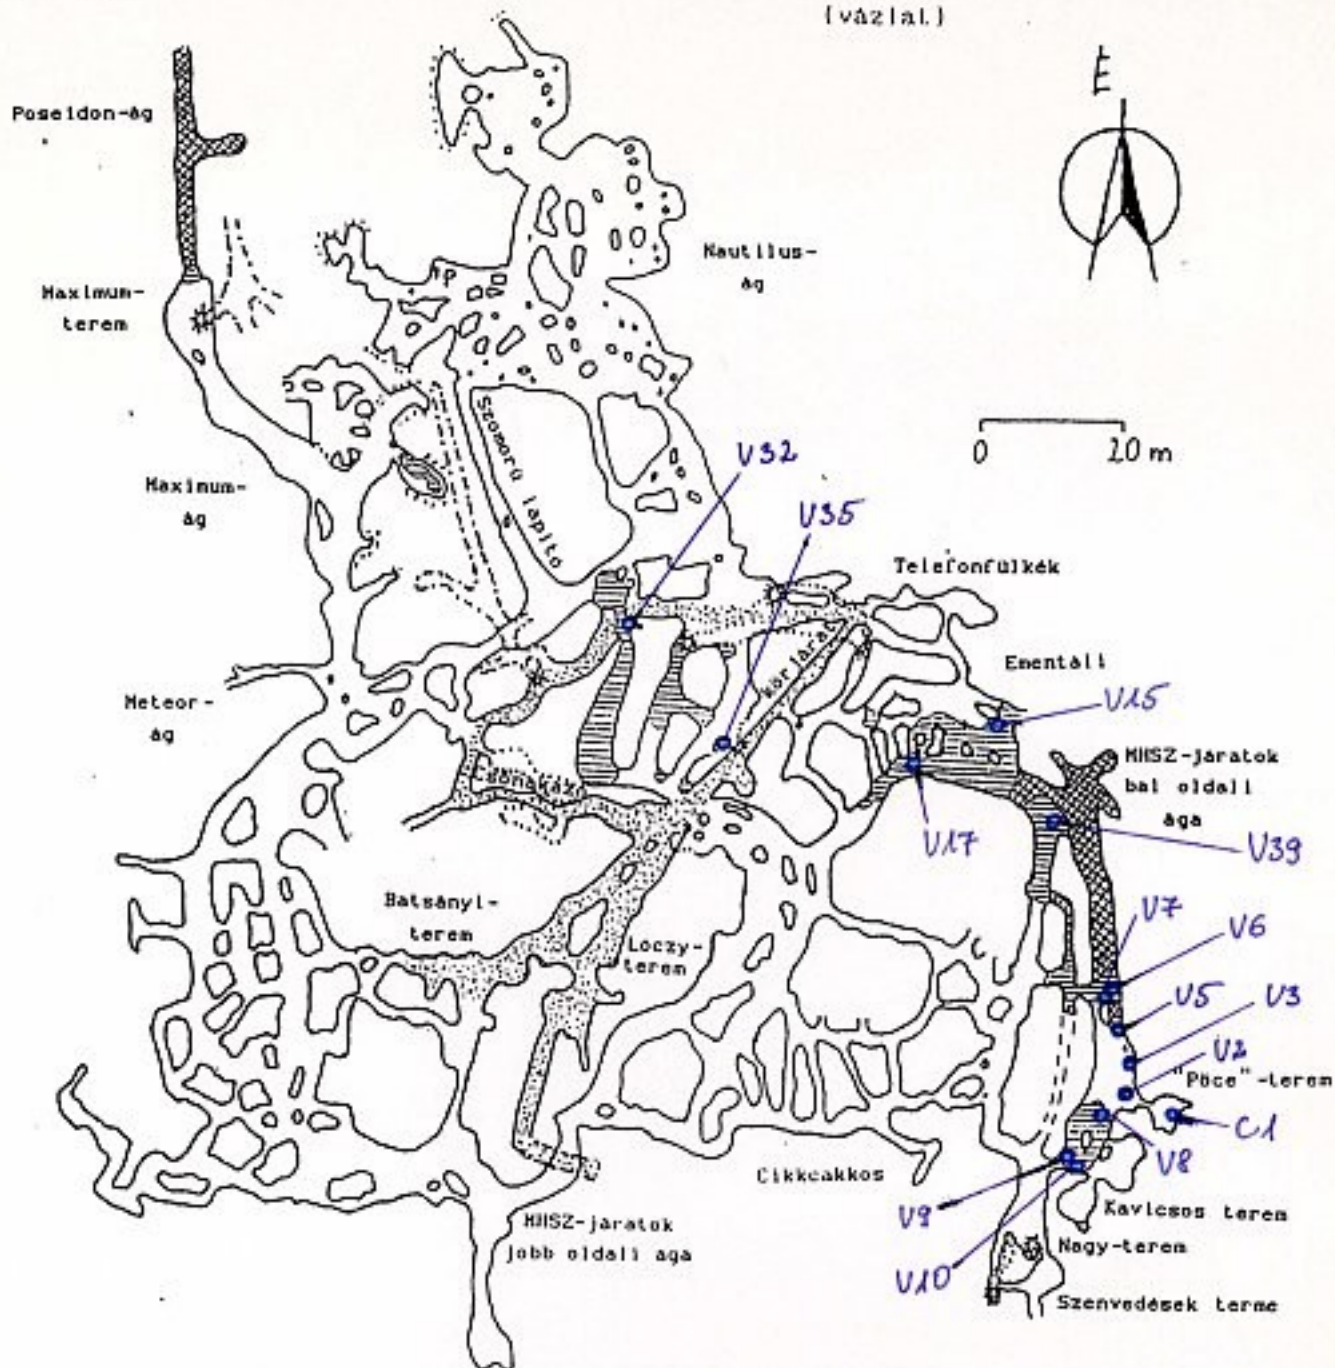 (vázlat)
É
Poseidon-ág
Nautilus-
ág
Maximum-
terem
0 20 m
Szomorú lapító
V32
Maximum-
ág
V35
Telefonfülkék
körjárat
Ementáli
V15
Meteor-
ág
MHSZ-járatok
bal oldali
ága
Csónakázó
V17
V39
Batsányi-
terem
V7
V6
Lóczy-
terem
V5
V3
V2
"Pöce"-terem
C1
V8
Cikkcakkos
V9
Kavicsos terem
MHSZ-járatok
jobb oldali ága
Nagy-terem
V10
Szenvedések terme